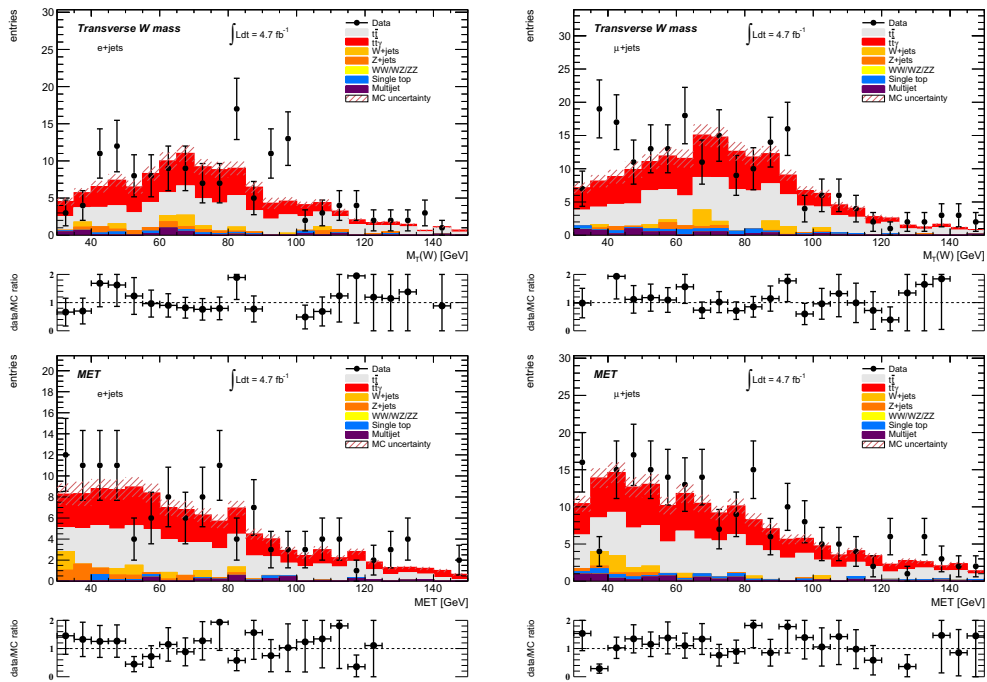 entries
30
25
20
15
10
5
0
Transverse W mass
e+jets
∫ Ldt = 4.7 fb⁻¹
Data
tt̄
tt̄γ
W+jets
Z+jets
WW/WZ/ZZ
Single top
Multijet
MC uncertainty
40 60 80 100 120 140
M_T(W) [GeV]
data/MC ratio
2
1
0
entries
30
25
20
15
10
5
0
Transverse W mass
μ+jets
∫ Ldt = 4.7 fb⁻¹
Data
tt̄
tt̄γ
W+jets
Z+jets
WW/WZ/ZZ
Single top
Multijet
MC uncertainty
40 60 80 100 120 140
M_T(W) [GeV]
data/MC ratio
2
1
0
entries
20
18
16
14
12
10
8
6
4
2
0
MET
e+jets
∫ Ldt = 4.7 fb⁻¹
Data
tt̄
tt̄γ
W+jets
Z+jets
WW/WZ/ZZ
Single top
Multijet
MC uncertainty
40 60 80 100 120 140
MET [GeV]
data/MC ratio
2
1
0
entries
30
25
20
15
10
5
0
MET
μ+jets
∫ Ldt = 4.7 fb⁻¹
Data
tt̄
tt̄γ
W+jets
Z+jets
WW/WZ/ZZ
Single top
Multijet
MC uncertainty
40 60 80 100 120 140
MET [GeV]
data/MC ratio
2
1
0